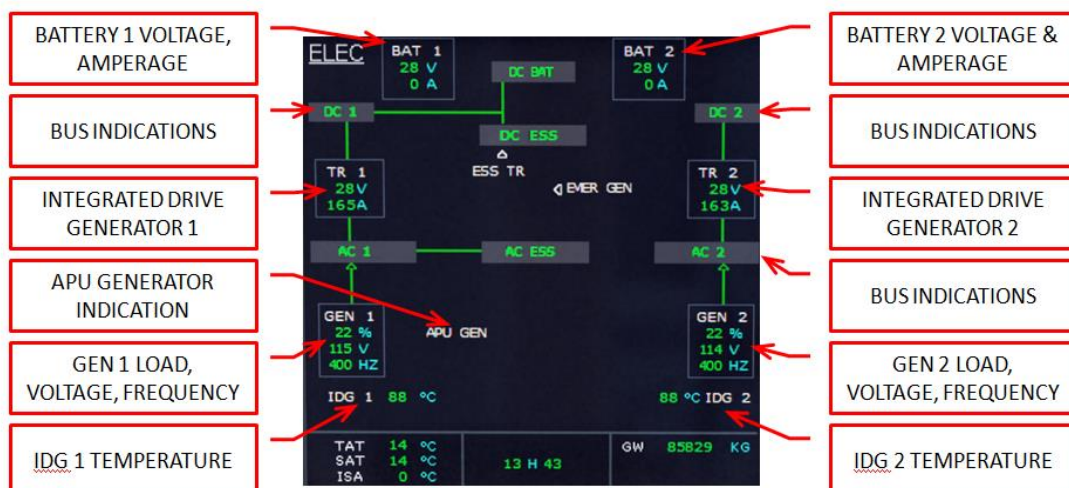 BATTERY 1 VOLTAGE,
AMPERAGE
BUS INDICATIONS
INTEGRATED DRIVE
GENERATOR 1
APU GENERATOR
INDICATION
GEN 1 LOAD,
VOLTAGE, FREQUENCY
IDG 1 TEMPERATURE
ELEC
BAT 1
28 V
0 A
DC BAT
BAT 2
28 V
0 A
DC 1
DC ESS
DC 2
ESS TR
EMER GEN
TR 1
28 V
165 A
TR 2
28 V
163 A
AC 1
AC ESS
AC 2
GEN 1
22 %
115 V
400 HZ
APU GEN
GEN 2
22 %
114 V
400 HZ
IDG 1 88 °C
88 °C IDG 2
TAT 14 °C
SAT 14 °C
ISA 0 °C
13 H 43
GW 85829 KG
BATTERY 2 VOLTAGE &
AMPERAGE
BUS INDICATIONS
INTEGRATED DRIVE
GENERATOR 2
BUS INDICATIONS
GEN 2 LOAD,
VOLTAGE, FREQUENCY
IDG 2 TEMPERATURE